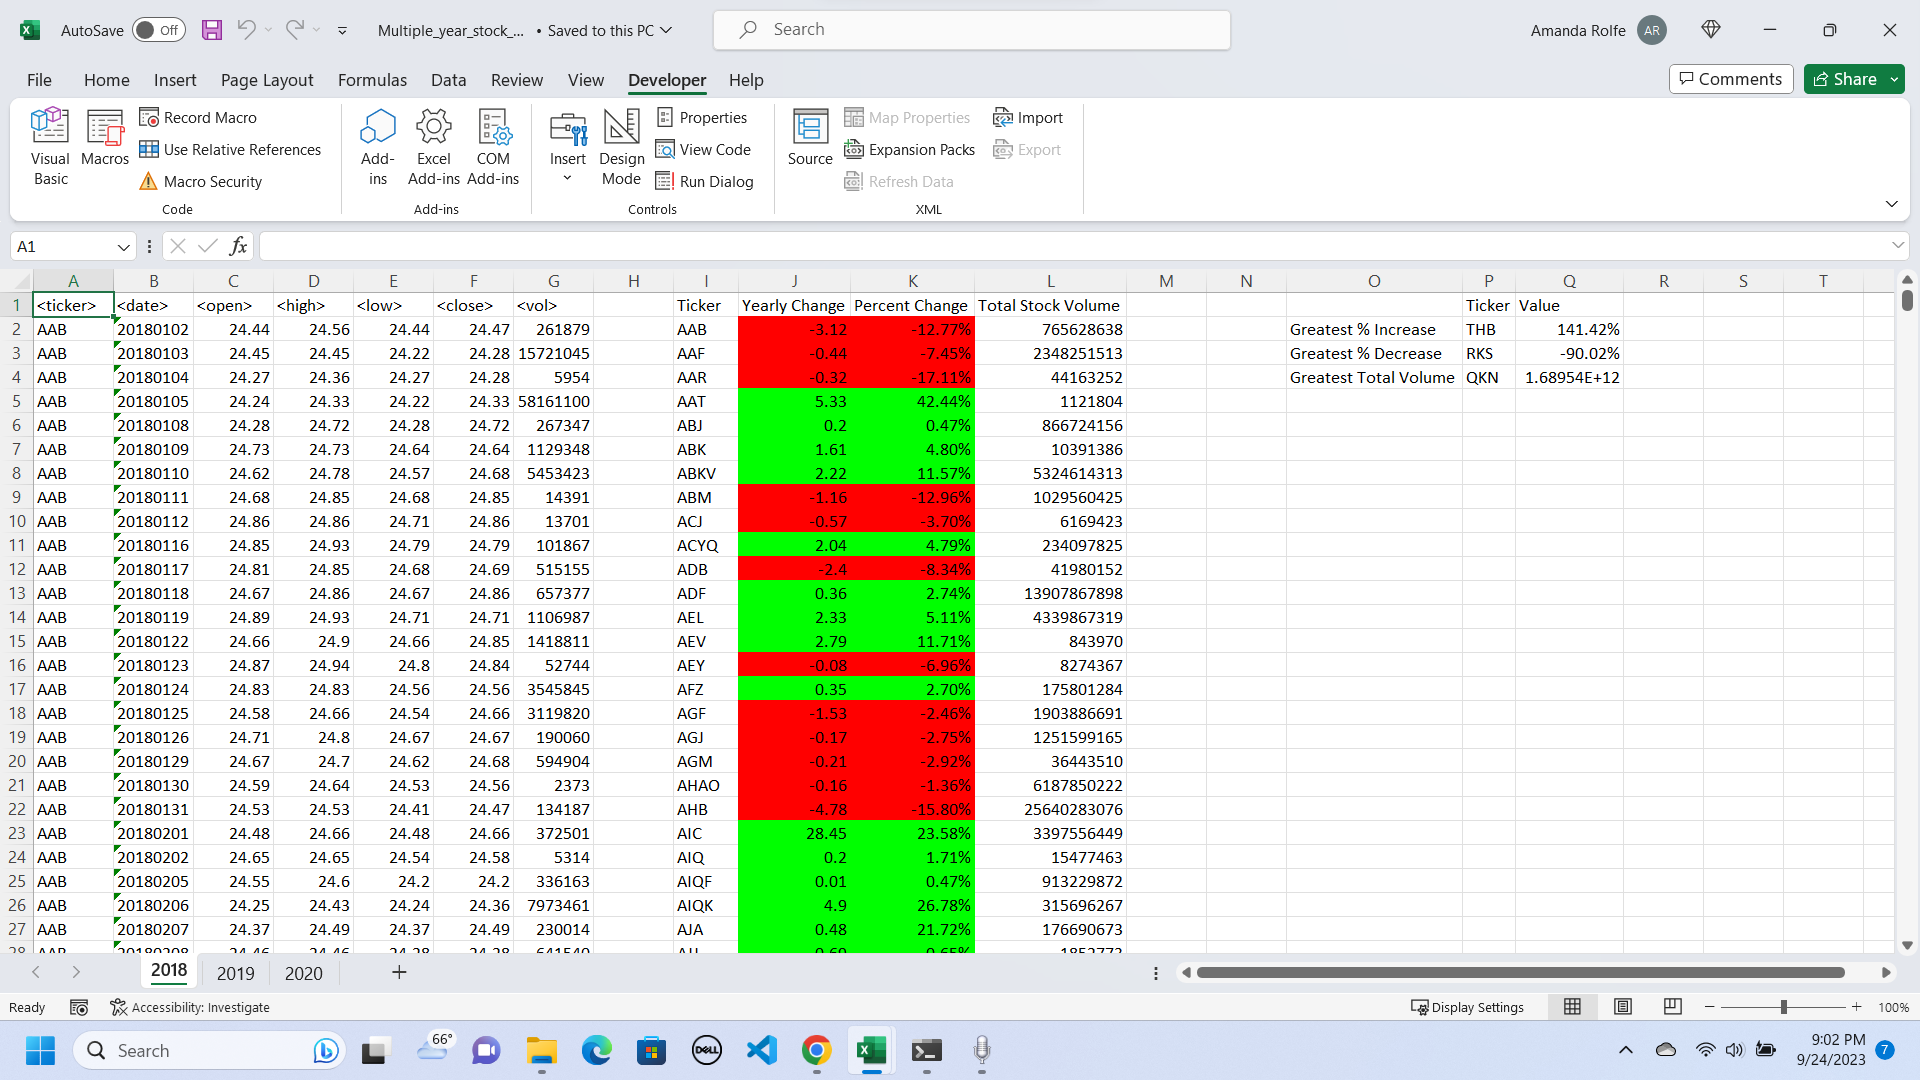 AutoSave Off Multiple_year_stock_... • Saved to this PC Search Amanda Rolfe AR
File Home Insert Page Layout Formulas Data Review View Developer Help Comments Share
Visual Basic
Macros
Record Macro
Use Relative References
Macro Security
Code
Add-ins
Excel Add-ins
COM Add-ins
Add-ins
Insert
Design Mode
Properties
View Code
Run Dialog
Controls
Source
Map Properties
Expansion Packs
Refresh Data
Import
Export
XML
A1 fx
A B C D E F G H I J K L M N O P Q R S T
1 <ticker> <date> <open> <high> <low> <close> <vol> Ticker Yearly Change Percent Change Total Stock Volume Ticker Value
2 AAB 20180102 24.44 24.56 24.44 24.47 261879 AAB -3.12 -12.77% 765628638 Greatest % Increase THB 141.42%
3 AAB 20180103 24.45 24.45 24.22 24.28 15721045 AAF -0.44 -7.45% 2348251513 Greatest % Decrease RKS -90.02%
4 AAB 20180104 24.27 24.36 24.27 24.28 5954 AAR -0.32 -17.11% 44163252 Greatest Total Volume QKN 1.68954E+12
5 AAB 20180105 24.24 24.33 24.22 24.33 58161100 AAT 5.33 42.44% 1121804
6 AAB 20180108 24.28 24.72 24.28 24.72 267347 ABJ 0.2 0.47% 866724156
7 AAB 20180109 24.73 24.73 24.64 24.64 1129348 ABK 1.61 4.80% 10391386
8 AAB 20180110 24.62 24.78 24.57 24.68 5453423 ABKV 2.22 11.57% 5324614313
9 AAB 20180111 24.68 24.85 24.68 24.85 14391 ABM -1.16 -12.96% 1029560425
10 AAB 20180112 24.86 24.86 24.71 24.86 13701 ACJ -0.57 -3.70% 6169423
11 AAB 20180116 24.85 24.93 24.79 24.79 101867 ACYQ 2.04 4.79% 234097825
12 AAB 20180117 24.81 24.85 24.68 24.69 515155 ADB -2.4 -8.34% 41980152
13 AAB 20180118 24.67 24.86 24.67 24.86 657377 ADF 0.36 2.74% 13907867898
14 AAB 20180119 24.89 24.93 24.71 24.71 1106987 AEL 2.33 5.11% 4339867319
15 AAB 20180122 24.66 24.9 24.66 24.85 1418811 AEV 2.79 11.71% 843970
16 AAB 20180123 24.87 24.94 24.8 24.84 52744 AEY -0.08 -6.96% 8274367
17 AAB 20180124 24.83 24.83 24.56 24.56 3545845 AFZ 0.35 2.70% 175801284
18 AAB 20180125 24.58 24.66 24.54 24.66 3119820 AGF -1.53 -2.46% 1903886691
19 AAB 20180126 24.71 24.8 24.67 24.67 190060 AGJ -0.17 -2.75% 1251599165
20 AAB 20180129 24.67 24.7 24.62 24.68 594904 AGM -0.21 -2.92% 36443510
21 AAB 20180130 24.59 24.64 24.53 24.56 2373 AHAO -0.16 -1.36% 6187850222
22 AAB 20180131 24.53 24.53 24.41 24.47 134187 AHB -4.78 -15.80% 25640283076
23 AAB 20180201 24.48 24.66 24.48 24.66 372501 AIC 28.45 23.58% 3397556449
24 AAB 20180202 24.65 24.65 24.54 24.58 5314 AIQ 0.2 1.71% 15477463
25 AAB 20180205 24.55 24.6 24.2 24.2 336163 AIQF 0.01 0.47% 913229872
26 AAB 20180206 24.25 24.43 24.24 24.36 7973461 AIQK 4.9 26.78% 315696267
27 AAB 20180207 24.37 24.49 24.37 24.49 230014 AJA 0.48 21.72% 176690673
2018 2019 2020
Ready Accessibility: Investigate Display Settings 100%
Search 66° DELL 9:02 PM
9/24/2023 7